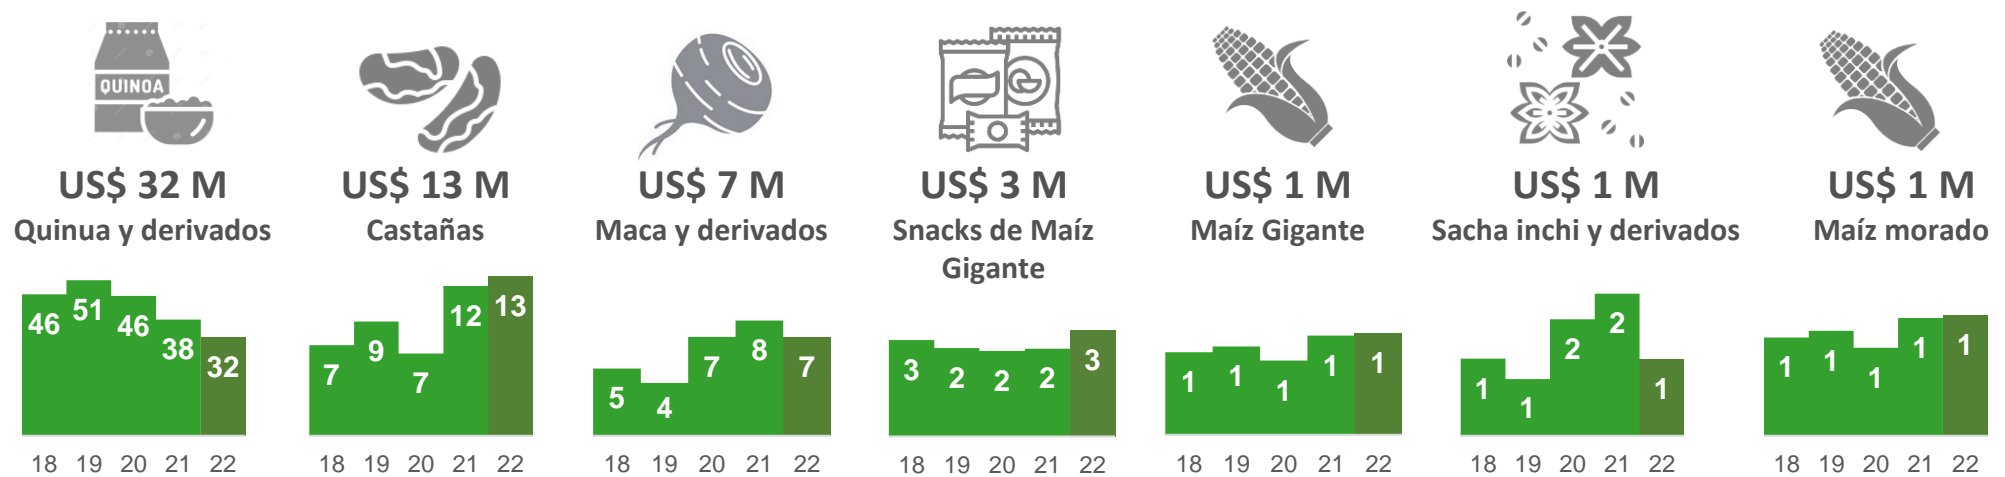 QUINOA
US$ 32 M
Quinua y derivados
46 51 46 38 32
18 19 20 21 22
US$ 13 M
Castañas
7 9 7 12 13
18 19 20 21 22
US$ 7 M
Maca y derivados
5 4 7 8 7
18 19 20 21 22
US$ 3 M
Snacks de Maíz
Gigante
3 2 2 2 3
18 19 20 21 22
US$ 1 M
Maíz Gigante
1 1 1 1 1
18 19 20 21 22
US$ 1 M
Sacha inchi y derivados
1 1 2 2 1
18 19 20 21 22
US$ 1 M
Maíz morado
1 1 1 1 1
18 19 20 21 22